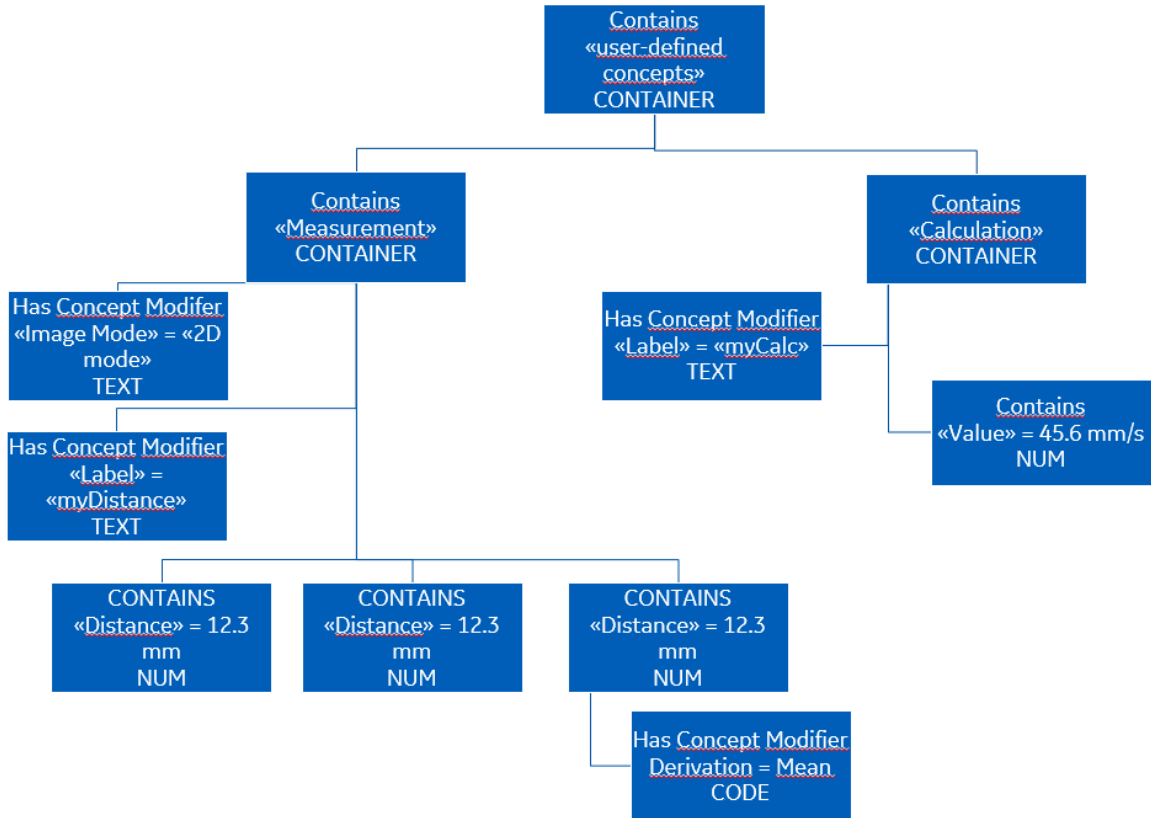 Contains
«user-defined
concepts»
CONTAINER
Contains
«Measurement»
CONTAINER
Contains
«Calculation»
CONTAINER
Has Concept Modifer
«Image Mode» = «2D
mode»
TEXT
Has Concept Modifier
«Label» = «myCalc»
TEXT
Contains
«Value» = 45.6 mm/s
NUM
Has Concept Modifier
«Label» =
«myDistance»
TEXT
CONTAINS
«Distance» = 12.3
mm
NUM
CONTAINS
«Distance» = 12.3
mm
NUM
CONTAINS
«Distance» = 12.3
mm
NUM
Has Concept Modifier
Derivation = Mean
CODE